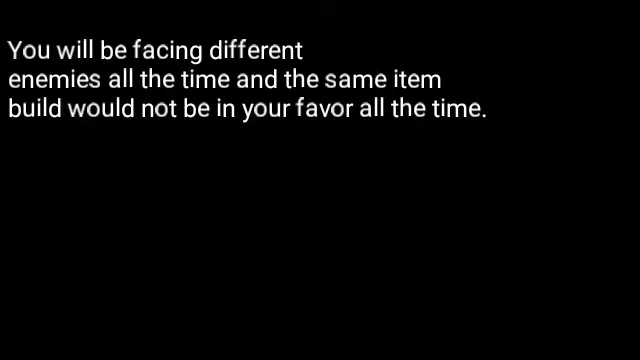 You will be facing different
enemies all the time and the same item
build would not be in your favor all the time.